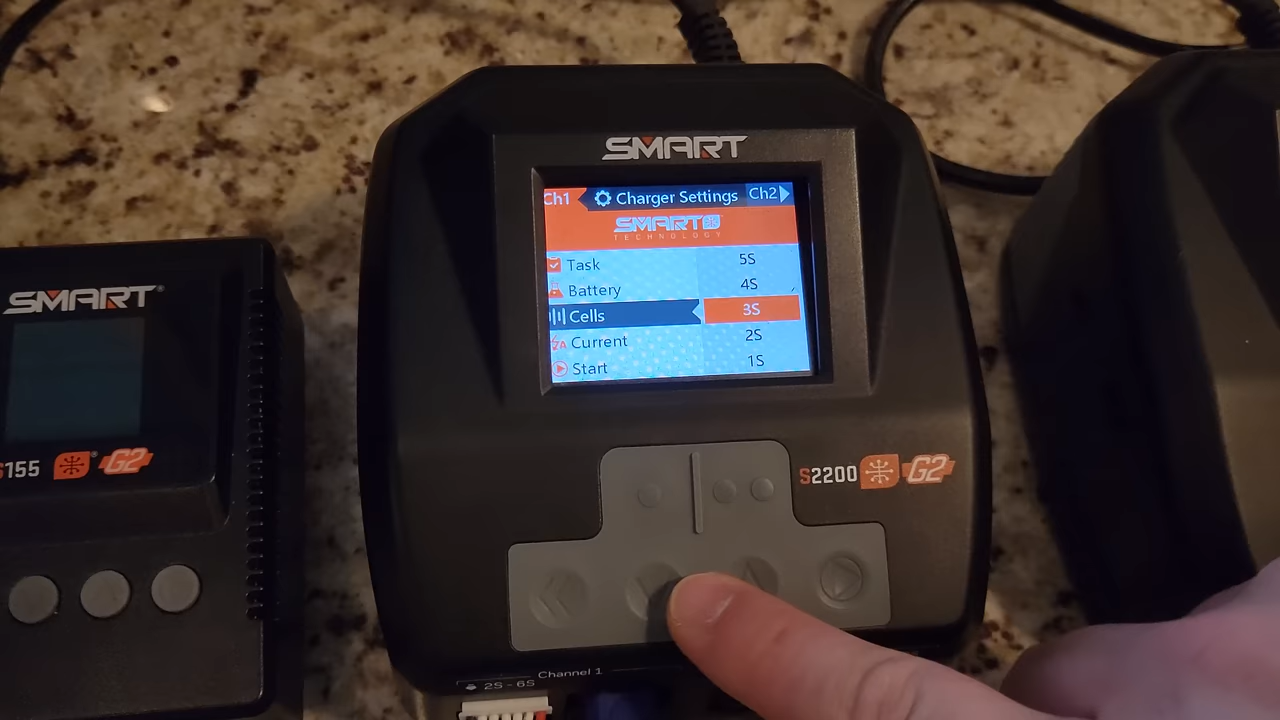 SMART
Ch1 Charger Settings Ch2
SMART
TECHNOLOGY
Task 5S
Battery 4S
Cells 3S
Current 2S
Start 1S
SMART®
S155 ® G2
S2200 G2
Channel 1
2S - 6S